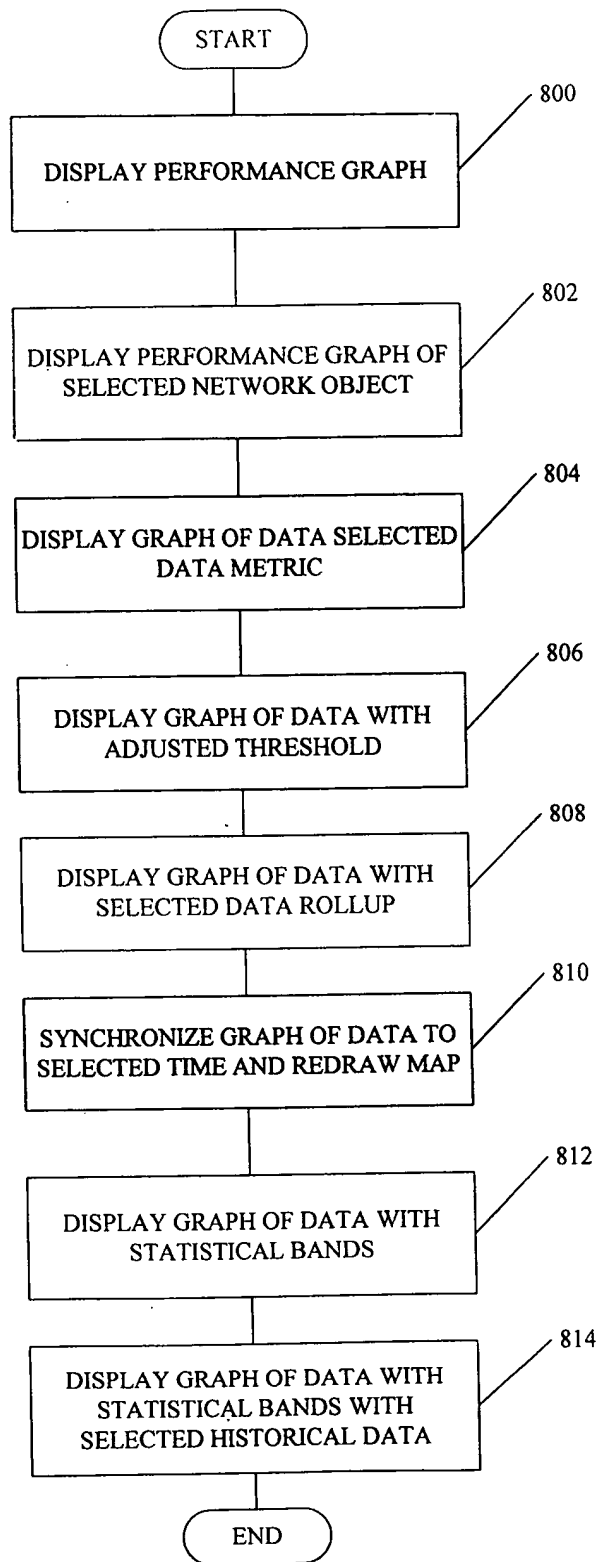 START
800
DISPLAY PERFORMANCE GRAPH
802
DISPLAY PERFORMANCE GRAPH OF
SELECTED NETWORK OBJECT
804
DISPLAY GRAPH OF DATA SELECTED
DATA METRIC
806
DISPLAY GRAPH OF DATA WITH
ADJUSTED THRESHOLD
808
DISPLAY GRAPH OF DATA WITH
SELECTED DATA ROLLUP
810
SYNCHRONIZE GRAPH OF DATA TO
SELECTED TIME AND REDRAW MAP
812
DISPLAY GRAPH OF DATA WITH
STATISTICAL BANDS
814
DISPLAY GRAPH OF DATA WITH
STATISTICAL BANDS WITH
SELECTED HISTORICAL DATA
END